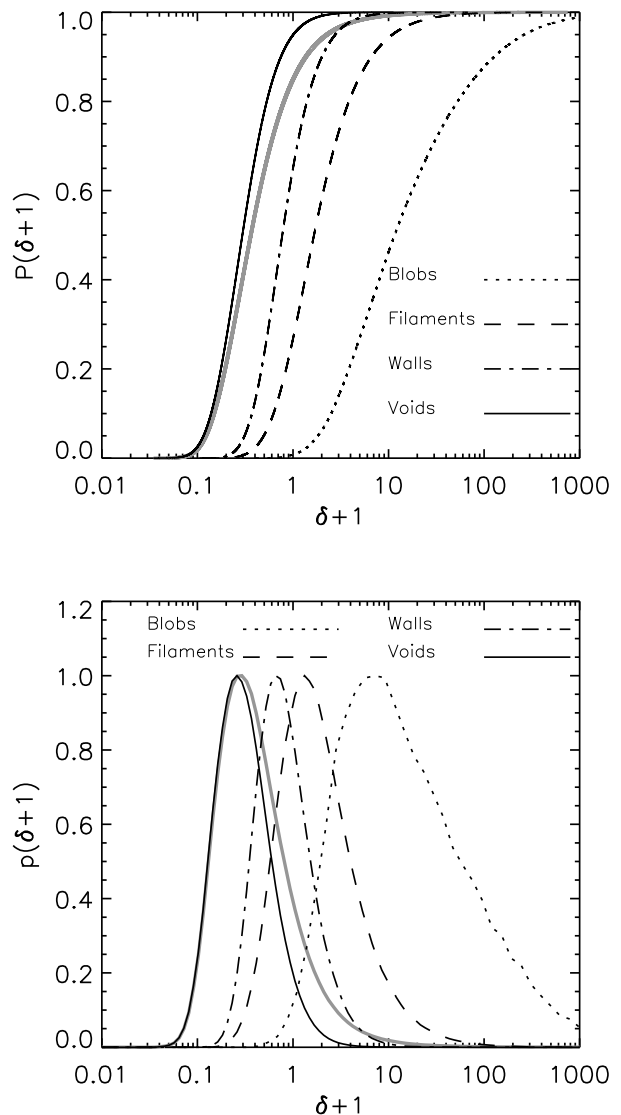 1.0
0.8
0.6
0.4
0.2
0.0
P(δ+1)
Blobs
Filaments
Walls
Voids
0.01 0.1 1 10 100 1000
δ+1
1.2
1.0
0.8
0.6
0.4
0.2
0.0
p(δ+1)
Blobs Walls
Filaments Voids
0.01 0.1 1 10 100 1000
δ+1